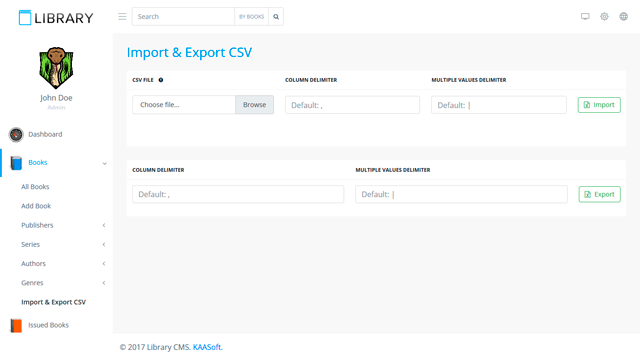 LIBRARY
Search
BY BOOKS
John Doe
Admin
Dashboard
Books
All Books
Add Book
Publishers
Series
Authors
Genres
Import & Export CSV
Issued Books
Import & Export CSV
CSV FILE
COLUMN DELIMITER
MULTIPLE VALUES DELIMITER
Choose file...
Browse
Default: ,
Default: |
Import
COLUMN DELIMITER
MULTIPLE VALUES DELIMITER
Default: ,
Default: |
Export
© 2017 Library CMS. KAASoft.